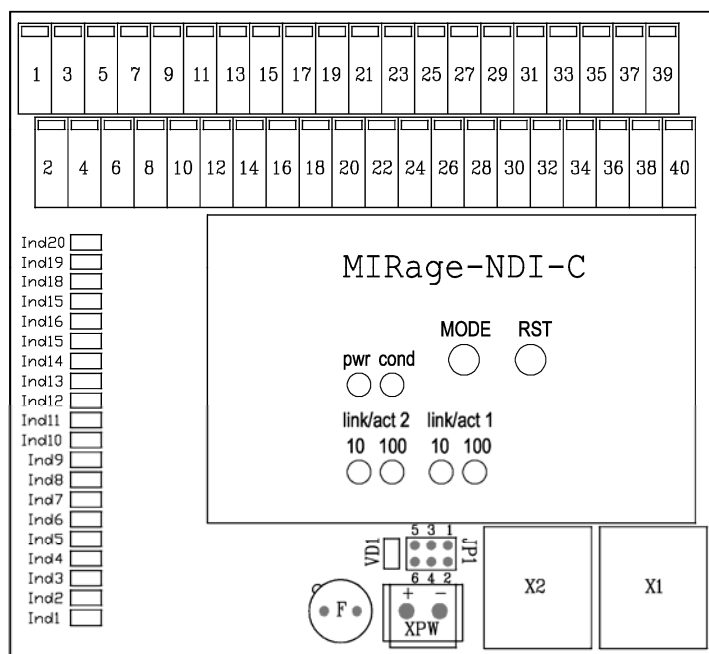 1 3 5 7 9 11 13 15 17 19 21 23 25 27 29 31 33 35 37 39
2 4 6 8 10 12 14 16 18 20 22 24 26 28 30 32 34 36 38 40
MIRage-NDI-C
MODE RST
pwr cond
link/act 2 link/act 1
10 100 10 100
Ind20
Ind19
Ind18
Ind15
Ind16
Ind15
Ind14
Ind13
Ind12
Ind11
Ind10
Ind9
Ind8
Ind7
Ind6
Ind5
Ind4
Ind3
Ind2
Ind1
5 3 1
VD1
JP1
6 4 2
+ −
F
XPW
X2
X1